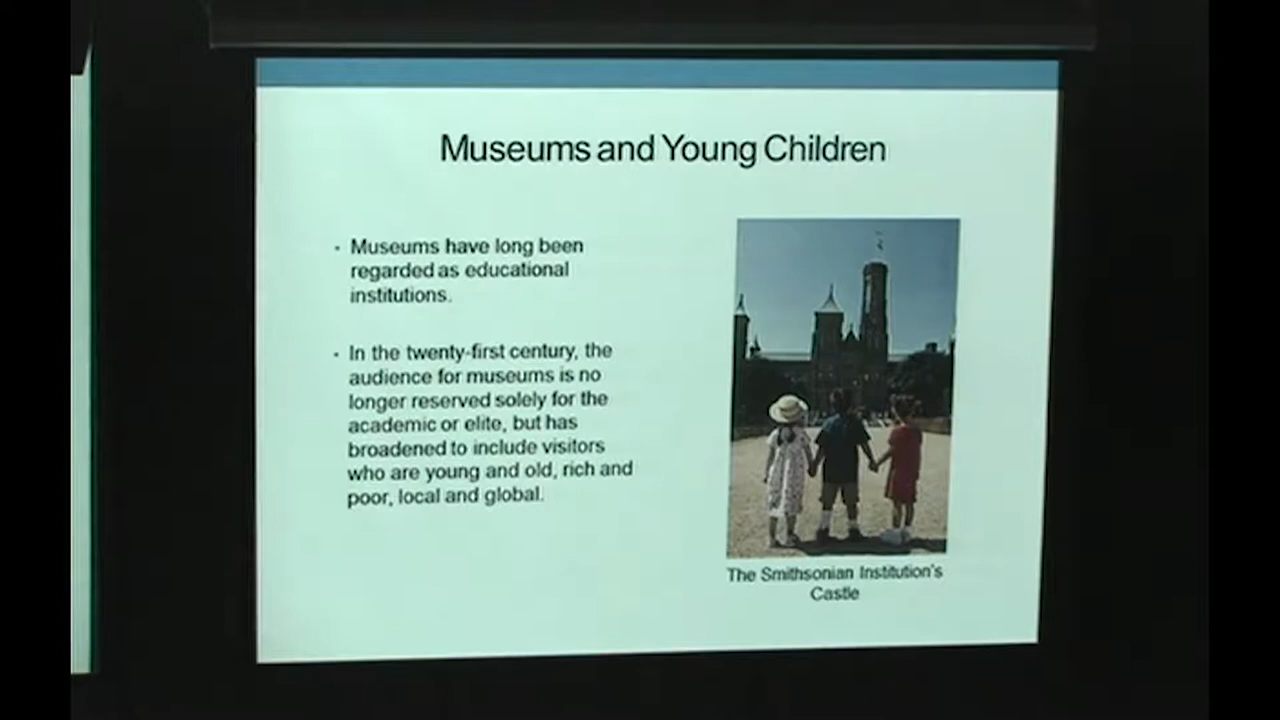 Museums and Young Children
• Museums have long been
regarded as educational
institutions.
• In the twenty-first century, the
audience for museums is no
longer reserved solely for the
academic or elite, but has
broadened to include visitors
who are young and old, rich and
poor, local and global.
The Smithsonian Institution's
Castle